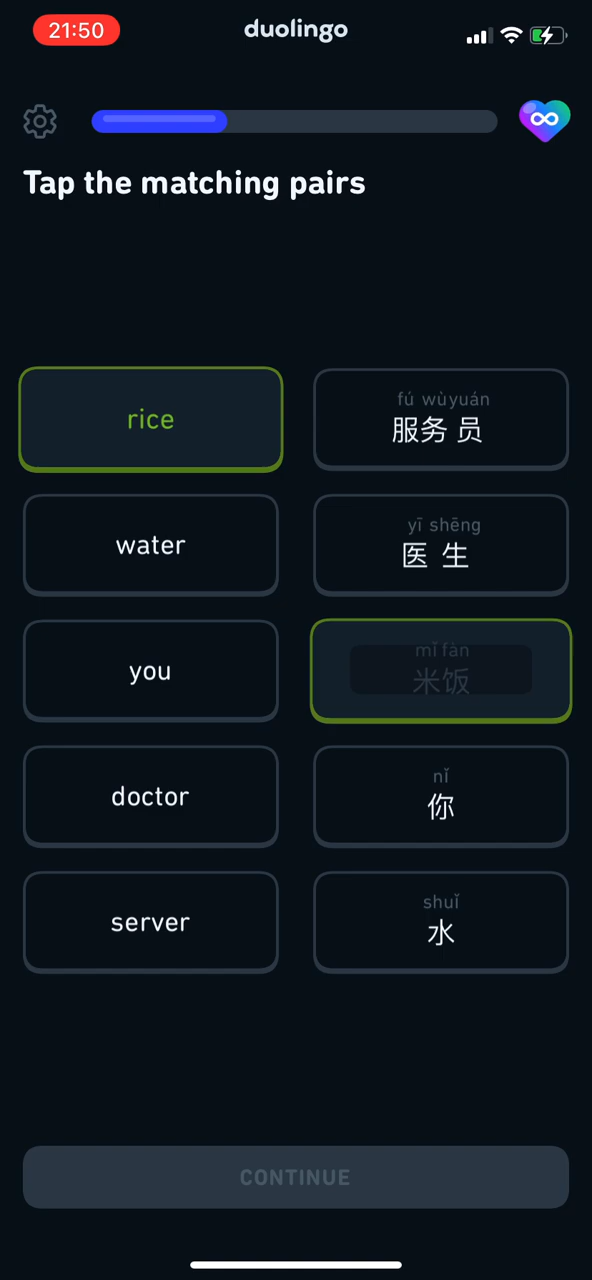 21:50
duolingo
Tap the matching pairs
rice
fú wùyuán
服务 员
water
yī shēng
医 生
you
mǐ fàn
米饭
doctor
nǐ
你
server
shuǐ
水
CONTINUE